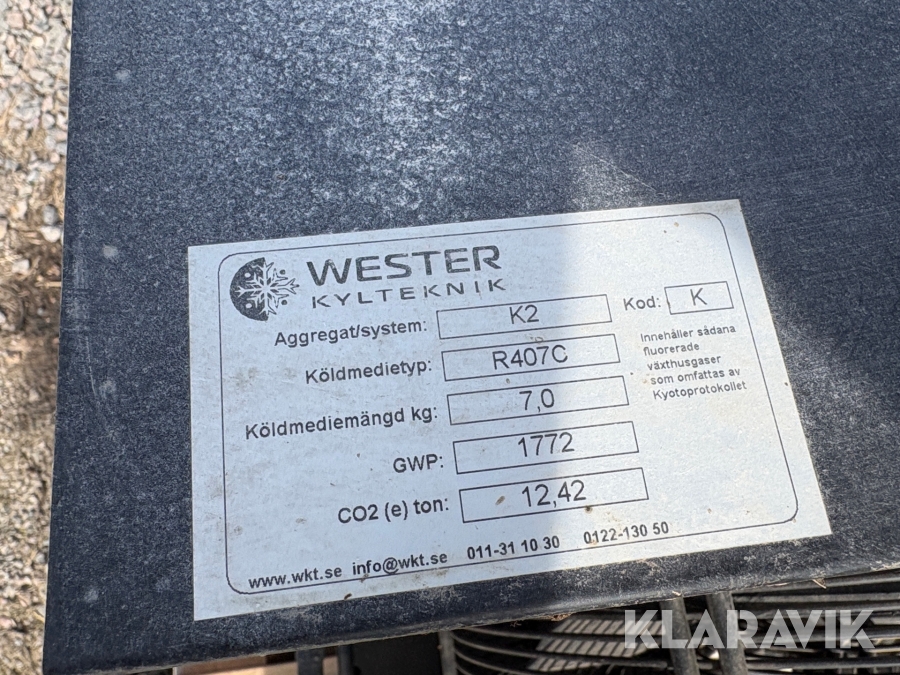 WESTER
KYLTEKNIK
Aggregat/system: K2 Kod: K
Köldmedietyp: R407C
Köldmediemängd kg: 7,0
GWP: 1772
CO2 (e) ton: 12,42
Innehåller sådana
fluorerade
växthusgaser
som omfattas av
Kyotoprotokollet
www.wkt.se info@wkt.se 011-31 10 30 0122-130 50
KLARAVIK